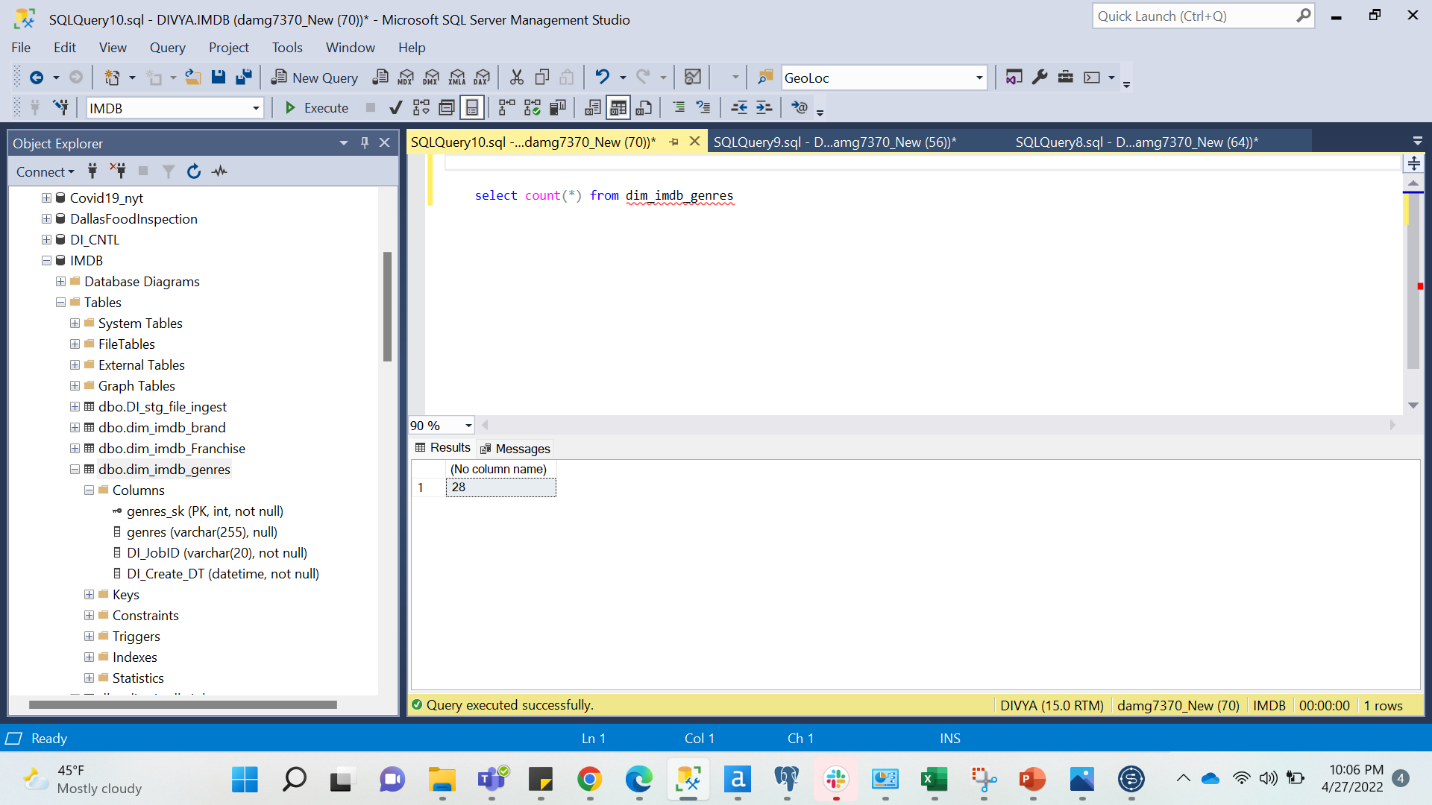 SQLQuery10.sql - DIVYA.IMDB (damg7370_New (70))* - Microsoft SQL Server Management Studio
Quick Launch (Ctrl+Q)
File Edit View Query Project Tools Window Help
New Query
MDX DMX XMLA DAX
GeoLoc
IMDB
Execute
Object Explorer
SQLQuery10.sql -...damg7370_New (70))* SQLQuery9.sql - D...amg7370_New (56))* SQLQuery8.sql - D...amg7370_New (64))*
Connect
Covid19_nyt
DallasFoodInspection
DI_CNTL
IMDB
Database Diagrams
Tables
System Tables
FileTables
External Tables
Graph Tables
dbo.DI_stg_file_ingest
dbo.dim_imdb_brand
dbo.dim_imdb_Franchise
dbo.dim_imdb_genres
Columns
genres_sk (PK, int, not null)
genres (varchar(255), null)
DI_JobID (varchar(20), not null)
DI_Create_DT (datetime, not null)
Keys
Constraints
Triggers
Indexes
Statistics
select count(*) from dim_imdb_genres
90 %
Results Messages
(No column name)
1 28
Query executed successfully.
DIVYA (15.0 RTM) damg7370_New (70) IMDB 00:00:00 1 rows
Ready Ln 1 Col 1 Ch 1 INS
45°F
Mostly cloudy
10:06 PM
4/27/2022
4